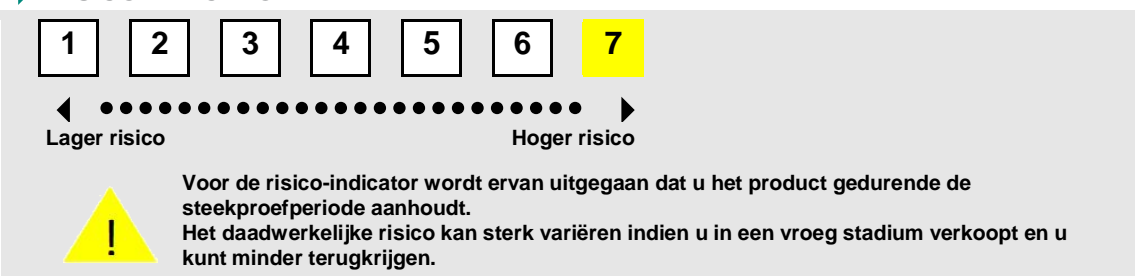 1 2 3 4 5 6 7
Lager risico Hoger risico
Voor de risico-indicator wordt ervan uitgegaan dat u het product gedurende de
steekproefperiode aanhoudt.
Het daadwerkelijke risico kan sterk variëren indien u in een vroeg stadium verkoopt en u
kunt minder terugkrijgen.